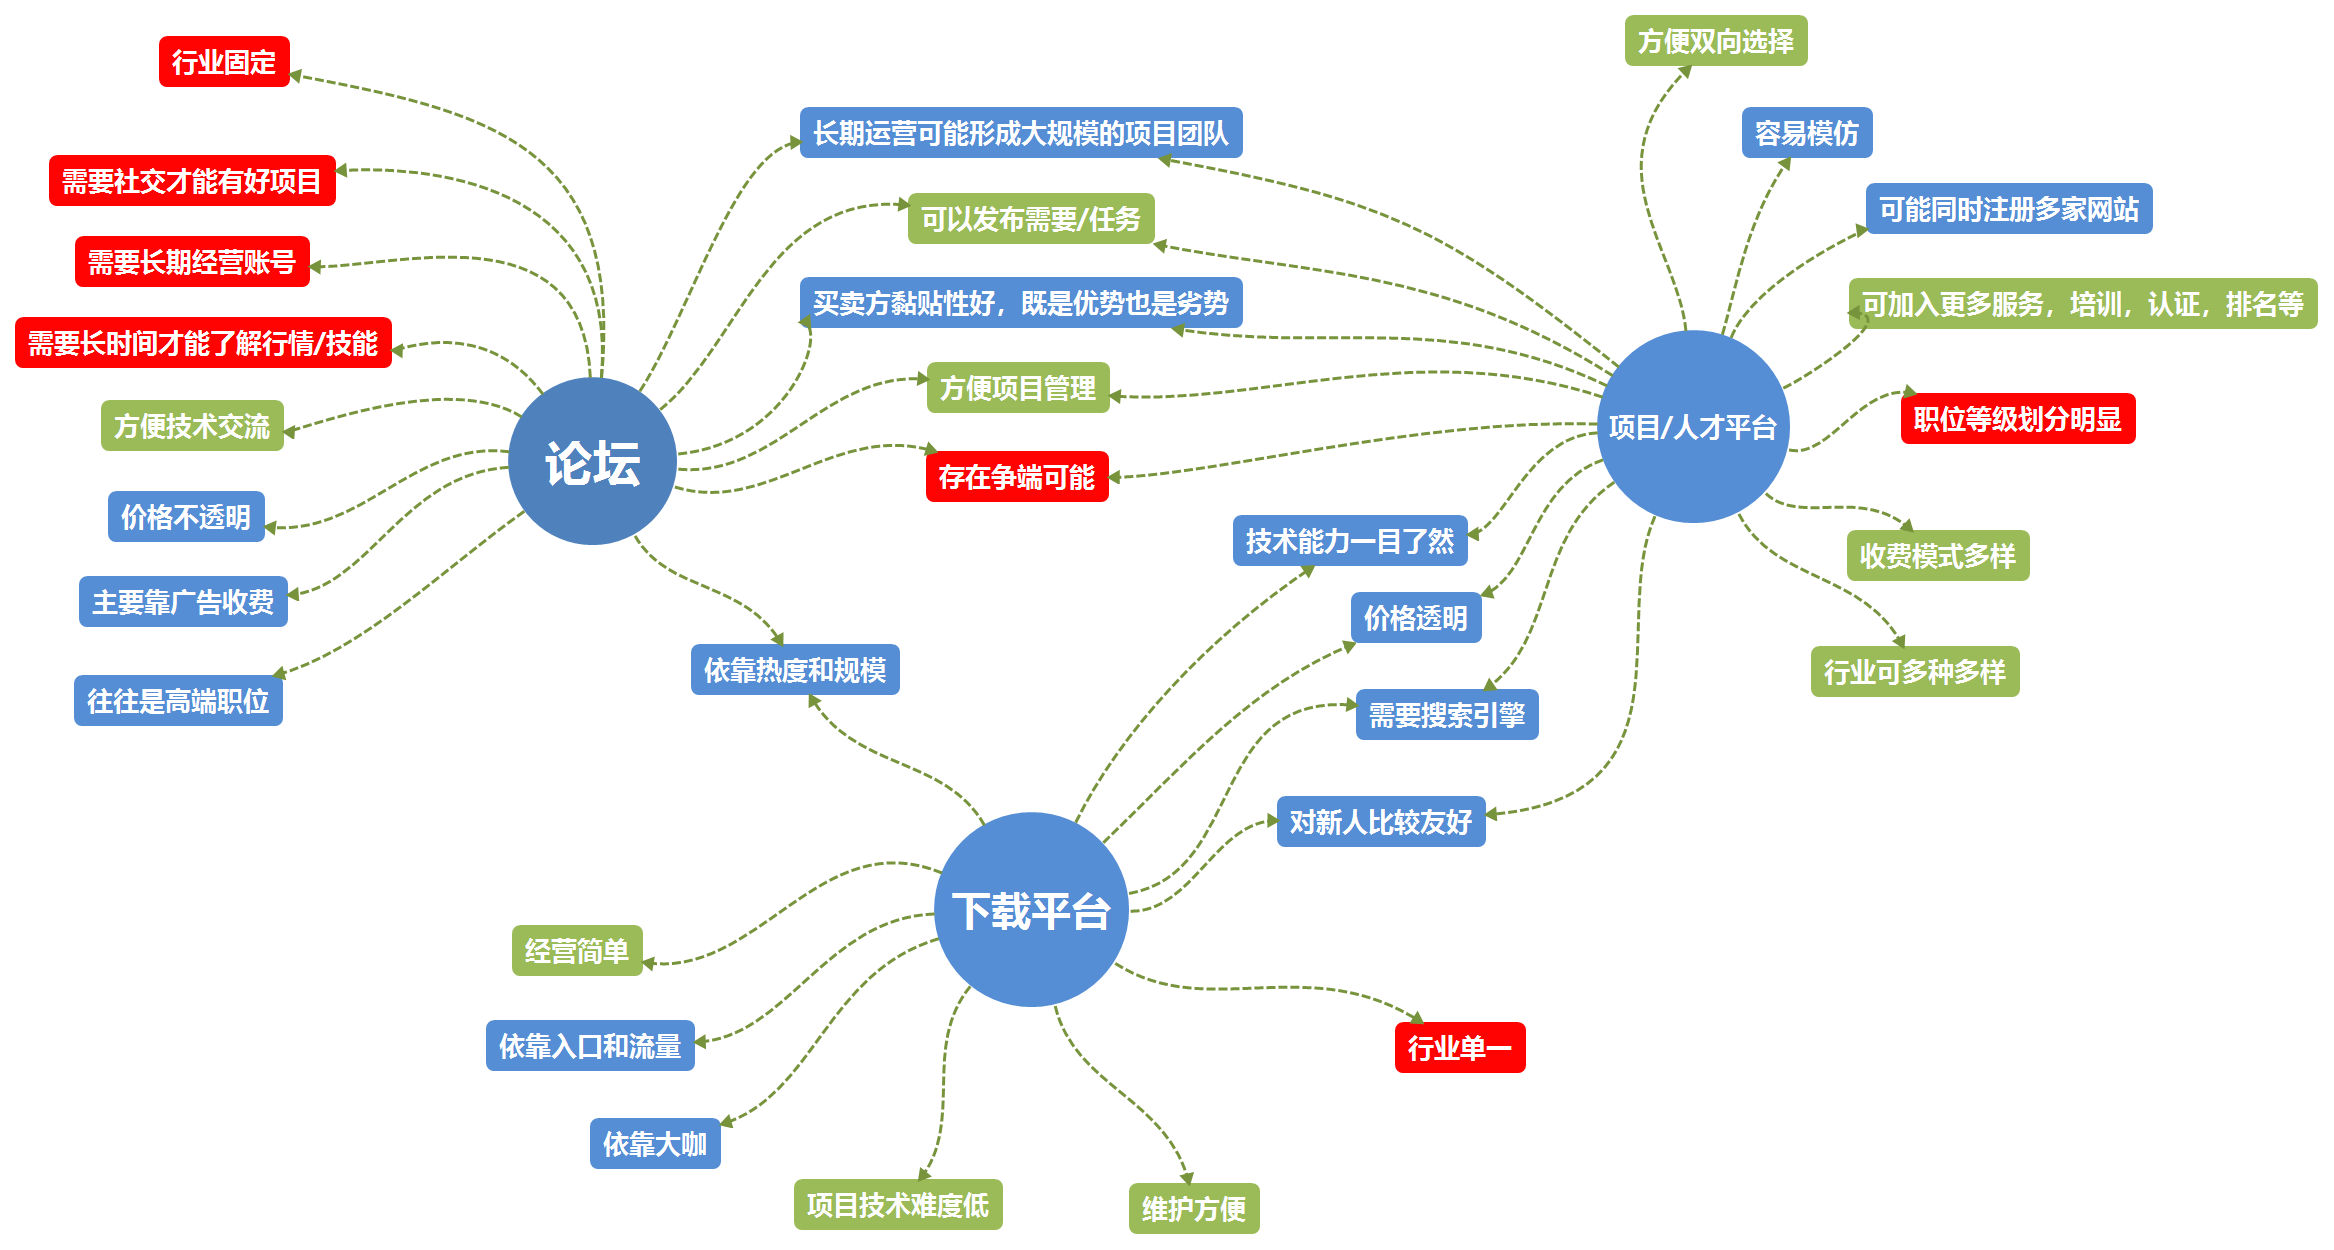 方便双向选择
行业固定
长期运营可能形成大规模的项目团队
容易模仿
需要社交才能有好项目
可以发布需要/任务
可能同时注册多家网站
需要长期经营账号
买卖方黏贴性好，既是优势也是劣势
可加入更多服务，培训，认证，排名等
需要长时间才能了解行情/技能
方便项目管理
方便技术交流
项目/人才平台
职位等级划分明显
论坛
存在争端可能
价格不透明
技术能力一目了然
收费模式多样
主要靠广告收费
价格透明
依靠热度和规模
行业可多种多样
往往是高端职位
需要搜索引擎
对新人比较友好
下载平台
经营简单
依靠入口和流量
行业单一
依靠大咖
项目技术难度低
维护方便